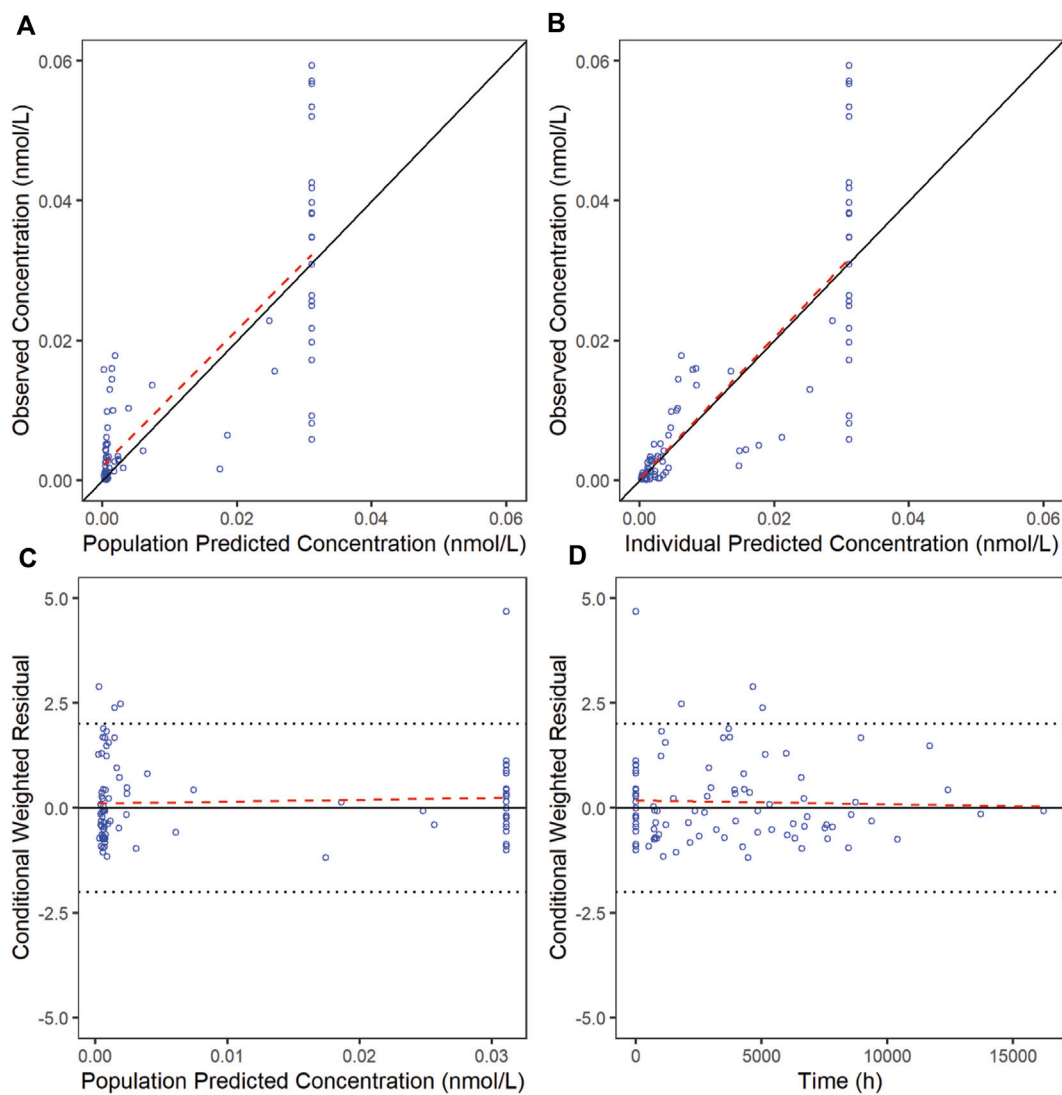 A
Observed Concentration (nmol/L)
0.06
0.04
0.02
0.00
0.00 0.02 0.04 0.06
Population Predicted Concentration (nmol/L)
B
Observed Concentration (nmol/L)
0.06
0.04
0.02
0.00
0.00 0.02 0.04 0.06
Individual Predicted Concentration (nmol/L)
C
Conditional Weighted Residual
5.0
2.5
0.0
-2.5
-5.0
0.00 0.01 0.02 0.03
Population Predicted Concentration (nmol/L)
D
Conditional Weighted Residual
5.0
2.5
0.0
-2.5
-5.0
0 5000 10000 15000
Time (h)